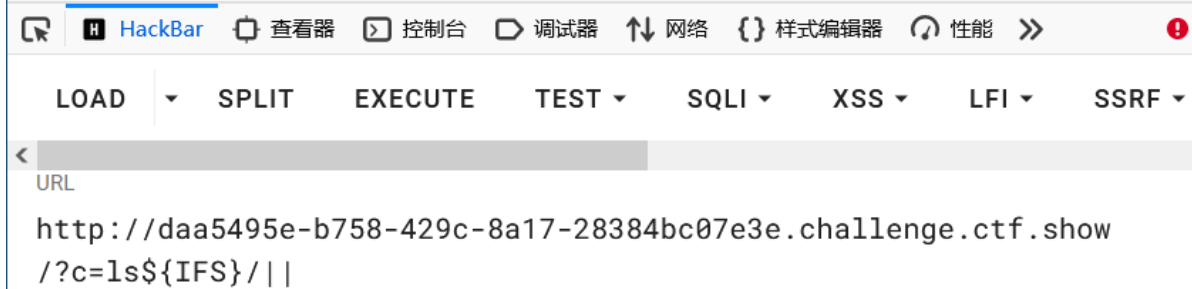 H HackBar 查看器 控制台 调试器 网络 {} 样式编辑器 性能 >>
LOAD SPLIT EXECUTE TEST SQLI XSS LFI SSRF
URL
http://daa5495e-b758-429c-8a17-28384bc07e3e.challenge.ctf.show
/?c=ls${IFS}/||